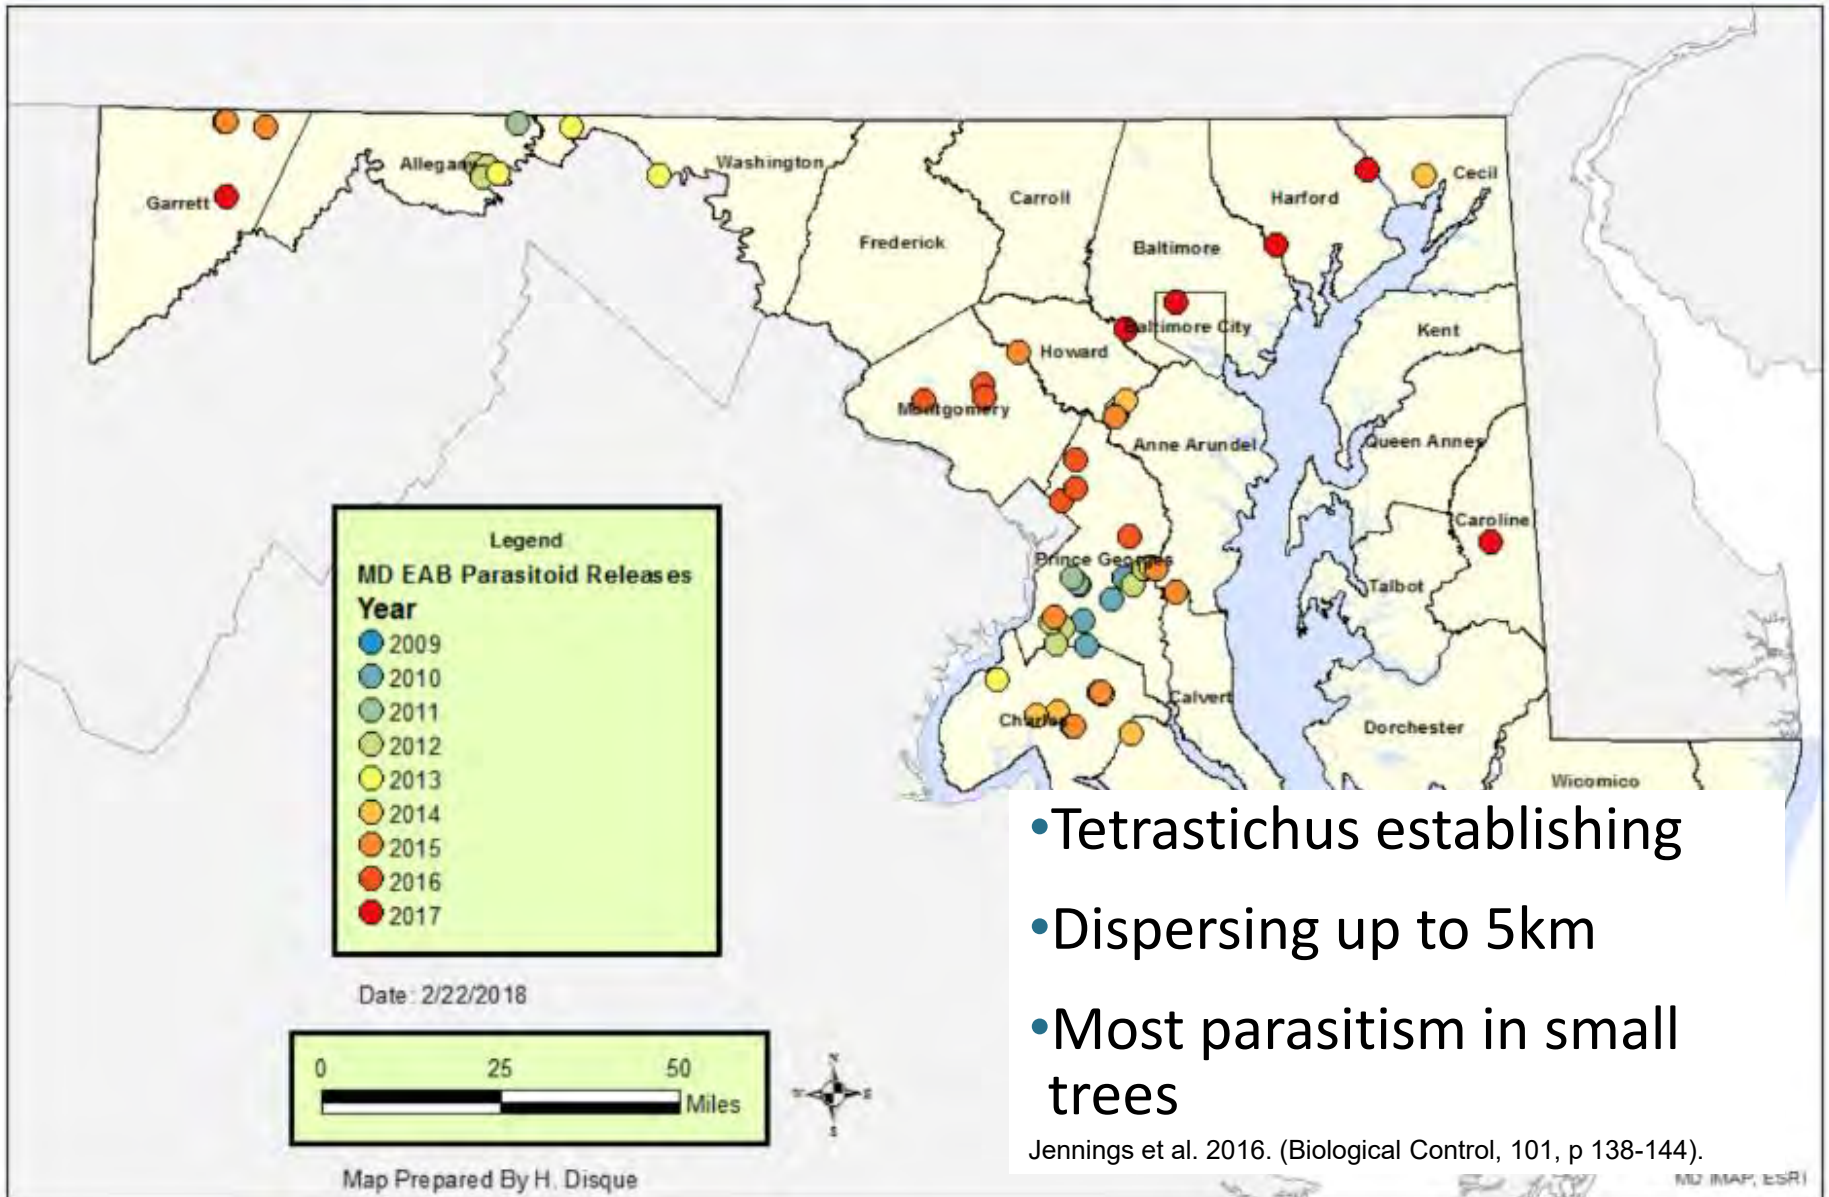 Garrett
Allegany
Washington
Frederick
Carroll
Baltimore
Harford
Cecil
Baltimore City
Howard
Montgomery
Kent
Anne Arundel
Queen Annes
Caroline
Prince Georges
Talbot
Calvert
Charles
Dorchester
Wicomico
Legend
MD EAB Parasitoid Releases
Year
2009
2010
2011
2012
2013
2014
2015
2016
2017
Date: 2/22/2018
0 25 50
Miles
N
W E
S
Map Prepared By H. Disque
•Tetrastichus establishing
•Dispersing up to 5km
•Most parasitism in small
trees
Jennings et al. 2016. (Biological Control, 101, p 138-144).
MD iMAP, ESRI